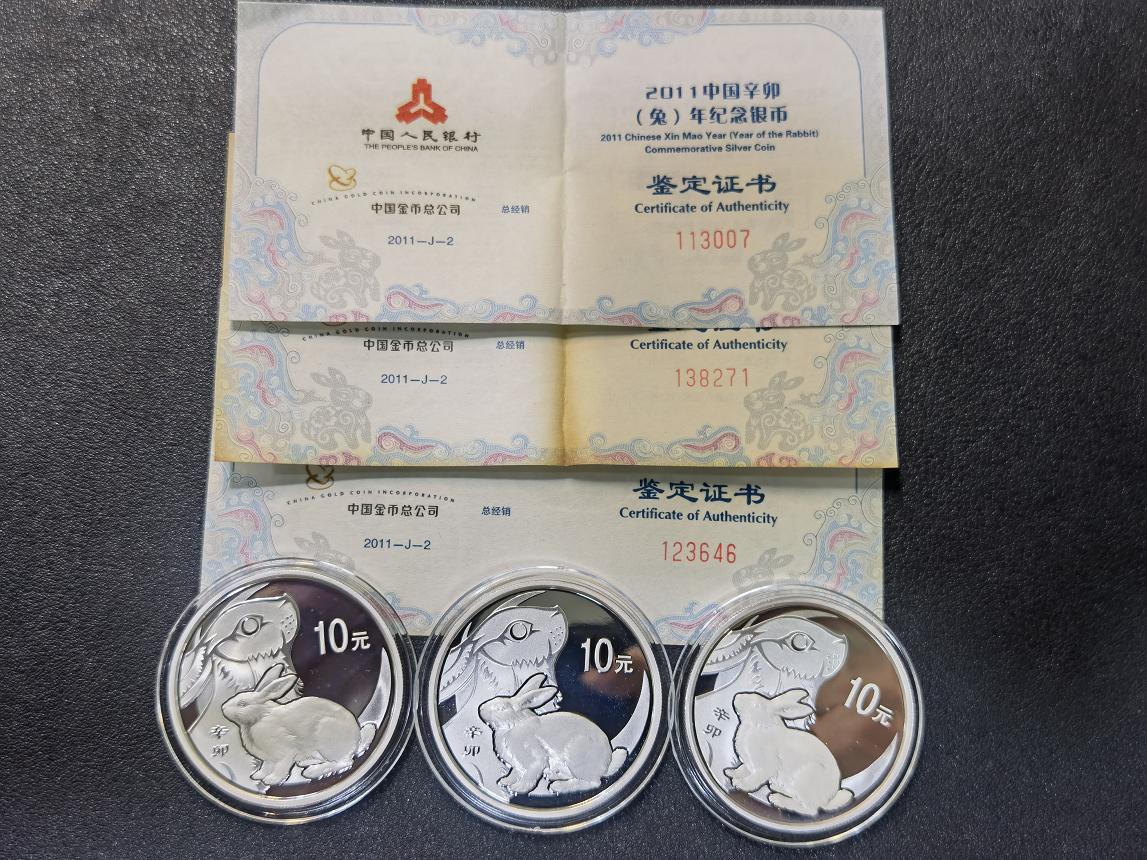 中国人民银行
THE PEOPLE'S BANK OF CHINA
CHINA GOLD COIN INCORPORATION
中国金币总公司 总经销
2011—J—2
2011中国辛卯
（兔）年纪念银币
2011 Chinese Xin Mao Year (Year of the Rabbit)
Commemorative Silver Coin
鉴定证书
Certificate of Authenticity
113007
CHINA GOLD COIN INCORPORATION
中国金币总公司 总经销
2011—J—2
Certificate of Authenticity
138271
CHINA GOLD COIN INCORPORATION
中国金币总公司 总经销
2011—J—2
鉴定证书
Certificate of Authenticity
123646
10元
辛卯
10元
辛卯
10元
辛卯